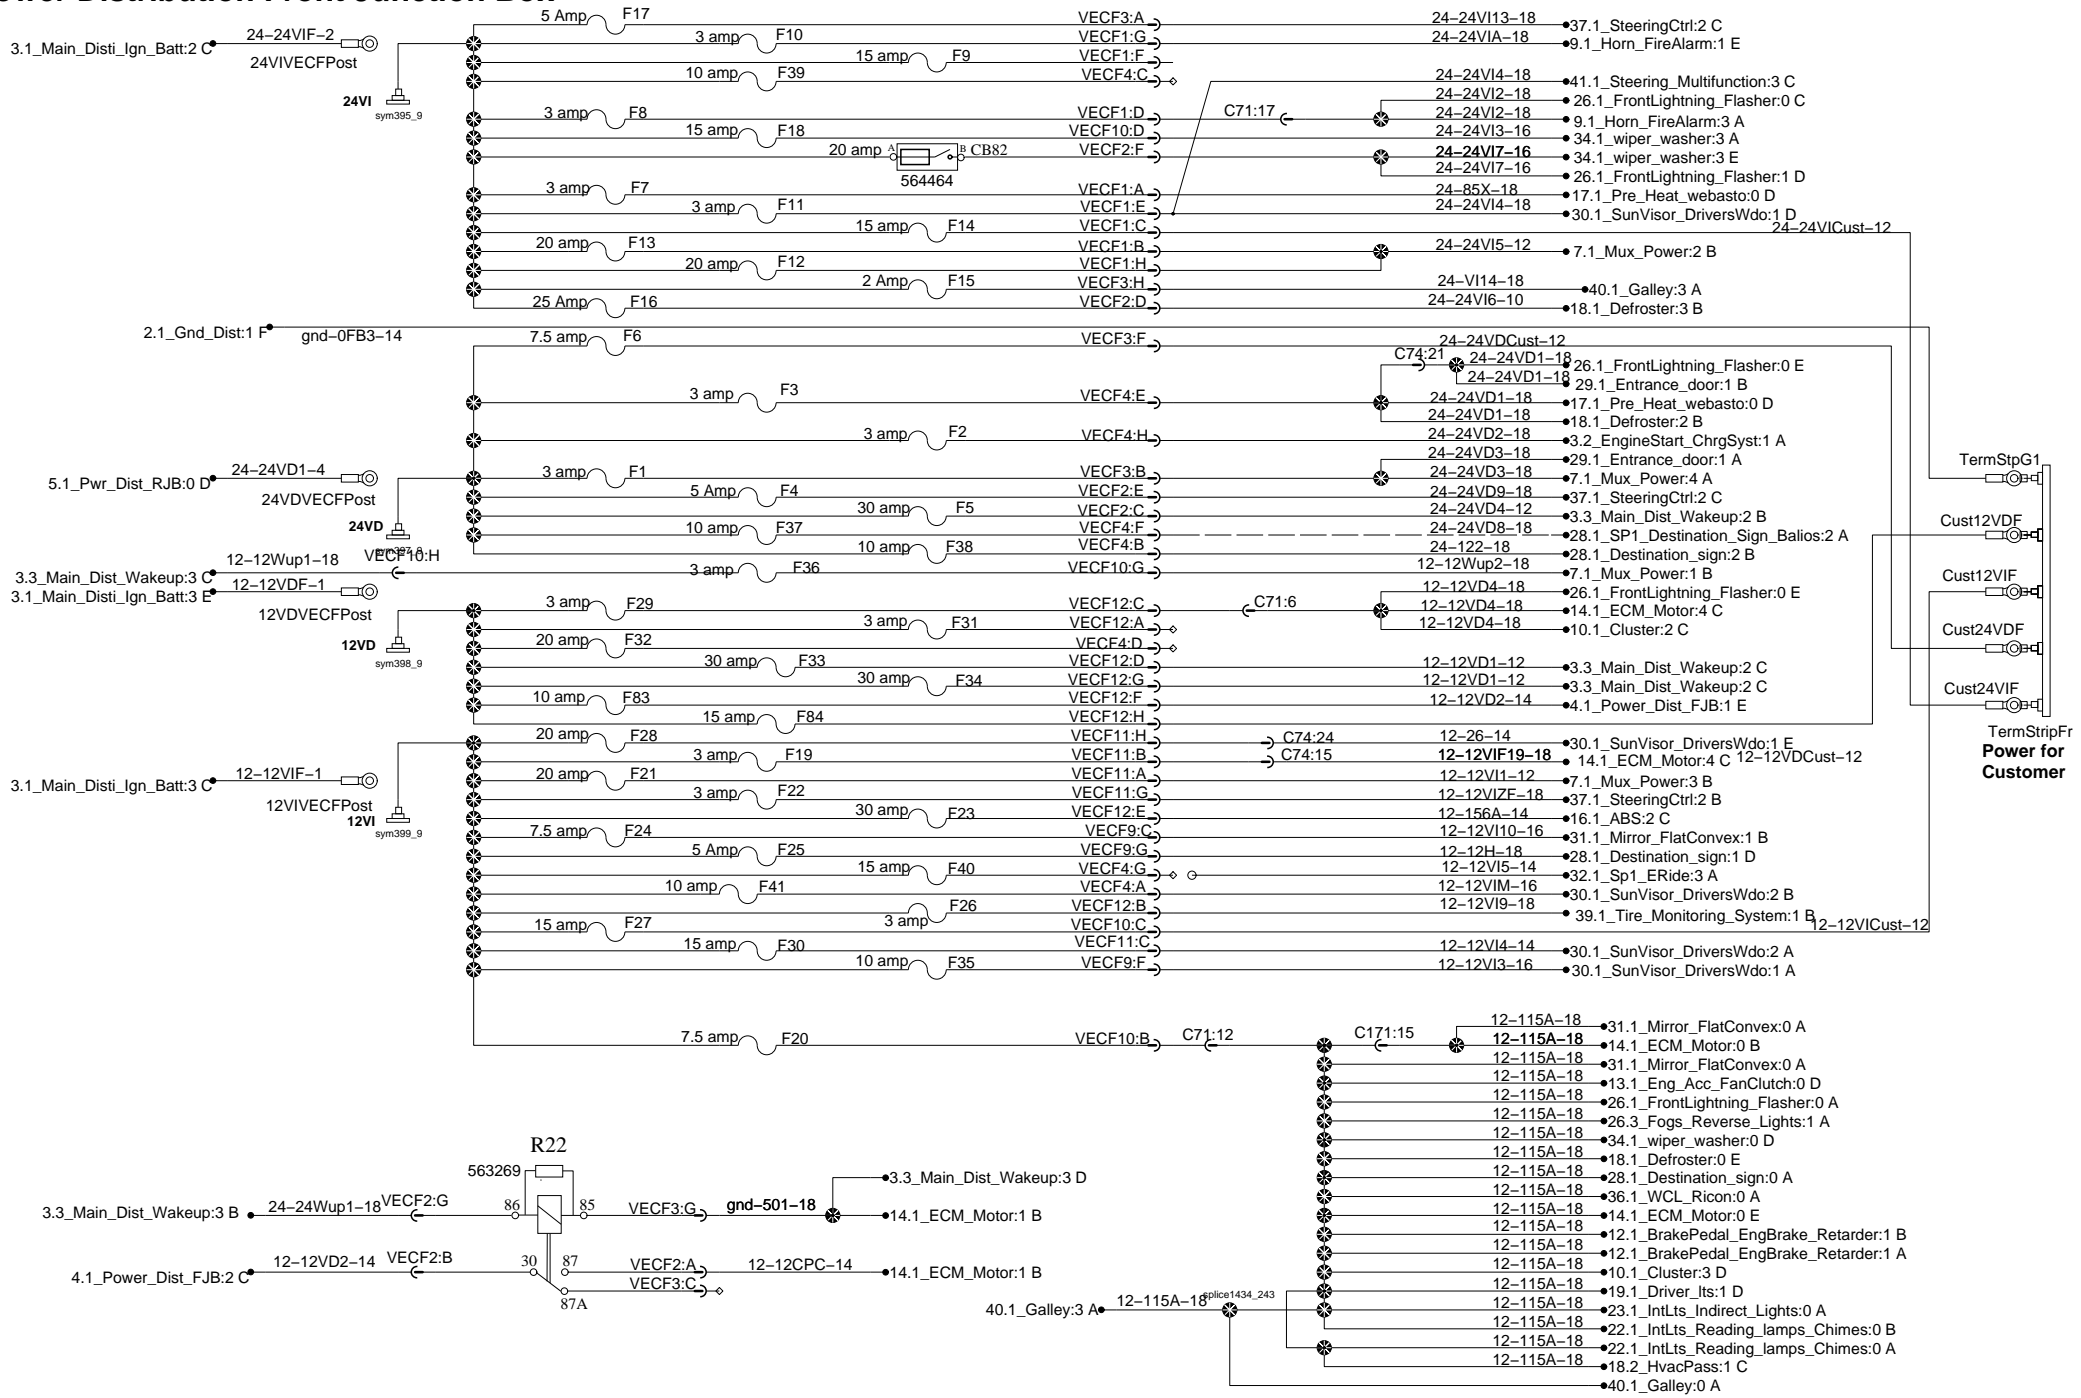 5 Amp F17 VECF3:A 24–24VI13–18 37.1_SteeringCtrl:2 C
3.1_Main_Disti_Ign_Batt:2 C 24–24VIF–2 3 amp F10 VECF1:G 24–24VIA–18 9.1_Horn_FireAlarm:1 E
24VIVECFPost 15 amp F9 VECF1:F
24VI sym395_9 10 amp F39 VECF4:C 24–24VI4–18 41.1_Steering_Multifunction:3 C
24–24VI2–18 26.1_FrontLightning_Flasher:0 C
3 amp F8 VECF1:D C71:17 24–24VI2–18 9.1_Horn_FireAlarm:3 A
15 amp F18 VECF10:D 24–24VI3–16 34.1_wiper_washer:3 A
20 amp A B CB82 VECF2:F 24–24VI7–16 34.1_wiper_washer:3 E
564464 24–24VI7–16 26.1_FrontLightning_Flasher:1 D
3 amp F7 VECF1:A 24–85X–18 17.1_Pre_Heat_webasto:0 D
3 amp F11 VECF1:E 24–24VI4–18 30.1_SunVisor_DriversWdo:1 D
15 amp F14 VECF1:C 24–24VICust–12
20 amp F13 VECF1:B 24–24VI5–12 7.1_Mux_Power:2 B
20 amp F12 VECF1:H
2 Amp F15 VECF3:H 24–VI14–18 40.1_Galley:3 A
25 Amp F16 VECF2:D 24–24VI6–10 18.1_Defroster:3 B
2.1_Gnd_Dist:1 F gnd–0FB3–14
7.5 amp F6 VECF3:F 24–24VDCust–12
C74:21 24–24VD1–18 26.1_FrontLightning_Flasher:0 E
24–24VD1–18 29.1_Entrance_door:1 B
3 amp F3 VECF4:E 24–24VD1–18 17.1_Pre_Heat_webasto:0 D
24–24VD1–18 18.1_Defroster:2 B
3 amp F2 VECF4:H 24–24VD2–18 3.2_EngineStart_ChrgSyst:1 A
24–24VD3–18 29.1_Entrance_door:1 A
5.1_Pwr_Dist_RJB:0 D 24–24VD1–4 3 amp F1 VECF3:B 24–24VD3–18 7.1_Mux_Power:4 A TermStpG1
24VDVECFPost 5 Amp F4 VECF2:E 24–24VD9–18 37.1_SteeringCtrl:2 C
30 amp F5 VECF2:C 24–24VD4–12 3.3_Main_Dist_Wakeup:2 B
24VD 10 amp F37 VECF4:F 24–24VD8–18 28.1_SP1_Destination_Sign_Balios:2 A Cust12VDF
10 amp F38 VECF4:B 24–122–18 28.1_Destination_sign:2 B
3.3_Main_Dist_Wakeup:3 C 12–12Wup1–18 VECF10:H 3 amp F36 VECF10:G 12–12Wup2–18 7.1_Mux_Power:1 B
3.1_Main_Disti_Ign_Batt:3 E 12–12VDF–1 12–12VD4–18 26.1_FrontLightning_Flasher:0 E Cust12VIF
12VDVECFPost 3 amp F29 VECF12:C C71:6 12–12VD4–18 14.1_ECM_Motor:4 C
3 amp F31 VECF12:A 12–12VD4–18 10.1_Cluster:2 C
12VD sym398_9 20 amp F32 VECF4:D Cust24VDF
30 amp F33 VECF12:D 12–12VD1–12 3.3_Main_Dist_Wakeup:2 C
30 amp F34 VECF12:G 12–12VD1–12 3.3_Main_Dist_Wakeup:2 C
10 amp F83 VECF12:F 12–12VD2–14 4.1_Power_Dist_FJB:1 E Cust24VIF
15 amp F84 VECF12:H
20 amp F28 VECF11:H C74:24 12–26–14 30.1_SunVisor_DriversWdo:1 E
3 amp F19 VECF11:B C74:15 12–12VIF19–18 14.1_ECM_Motor:4 C 12–12VDCust–12
TermStripFr
Power for
Customer
3.1_Main_Disti_Ign_Batt:3 C 12–12VIF–1 20 amp F21 VECF11:A 12–12VI1–12 7.1_Mux_Power:3 B
12VIVECFPost 3 amp F22 VECF11:G 12–12VIZF–18 37.1_SteeringCtrl:2 B
12VI sym399_9 30 amp F23 VECF12:E 12–156A–14 16.1_ABS:2 C
7.5 amp F24 VECF9:C 12–12VI10–16 31.1_Mirror_FlatConvex:1 B
5 Amp F25 VECF9:G 12–12H–18 28.1_Destination_sign:1 D
15 amp F40 VECF4:G 12–12VI5–14 32.1_Sp1_ERide:3 A
10 amp F41 VECF4:A 12–12VIM–16 30.1_SunVisor_DriversWdo:2 B
3 amp F26 VECF12:B 12–12VI9–18 39.1_Tire_Monitoring_System:1 B
15 amp F27 VECF10:C 12–12VICust–12
15 amp F30 VECF11:C 12–12VI4–14 30.1_SunVisor_DriversWdo:2 A
10 amp F35 VECF9:F 12–12VI3–16 30.1_SunVisor_DriversWdo:1 A
12–115A–18 31.1_Mirror_FlatConvex:0 A
7.5 amp F20 VECF10:B C71:12 C171:15 12–115A–18 14.1_ECM_Motor:0 B
12–115A–18 31.1_Mirror_FlatConvex:0 A
12–115A–18 13.1_Eng_Acc_FanClutch:0 D
12–115A–18 26.1_FrontLightning_Flasher:0 A
12–115A–18 26.3_Fogs_Reverse_Lights:1 A
12–115A–18 34.1_wiper_washer:0 D
12–115A–18 18.1_Defroster:0 E
12–115A–18 28.1_Destination_sign:0 A
12–115A–18 36.1_WCL_Ricon:0 A
12–115A–18 14.1_ECM_Motor:0 E
12–115A–18 12.1_BrakePedal_EngBrake_Retarder:1 B
12–115A–18 12.1_BrakePedal_EngBrake_Retarder:1 A
12–115A–18 10.1_Cluster:3 D
12–115A–18 19.1_Driver_lts:1 D
12–115A–18 23.1_IntLts_Indirect_Lights:0 A
12–115A–18 22.1_IntLts_Reading_lamps_Chimes:0 B
12–115A–18 22.1_IntLts_Reading_lamps_Chimes:0 A
12–115A–18 18.2_HvacPass:1 C
40.1_Galley:0 A
R22
563269
3.3_Main_Dist_Wakeup:3 D
3.3_Main_Dist_Wakeup:3 B 24–24Wup1–18 VECF2:G 86 85 VECF3:G gnd–501–18 14.1_ECM_Motor:1 B
4.1_Power_Dist_FJB:2 C 12–12VD2–14 VECF2:B 30 87 VECF2:A 12–12CPC–14 14.1_ECM_Motor:1 B
87A VECF3:C
40.1_Galley:3 A 12–115A–18 splice1434_243